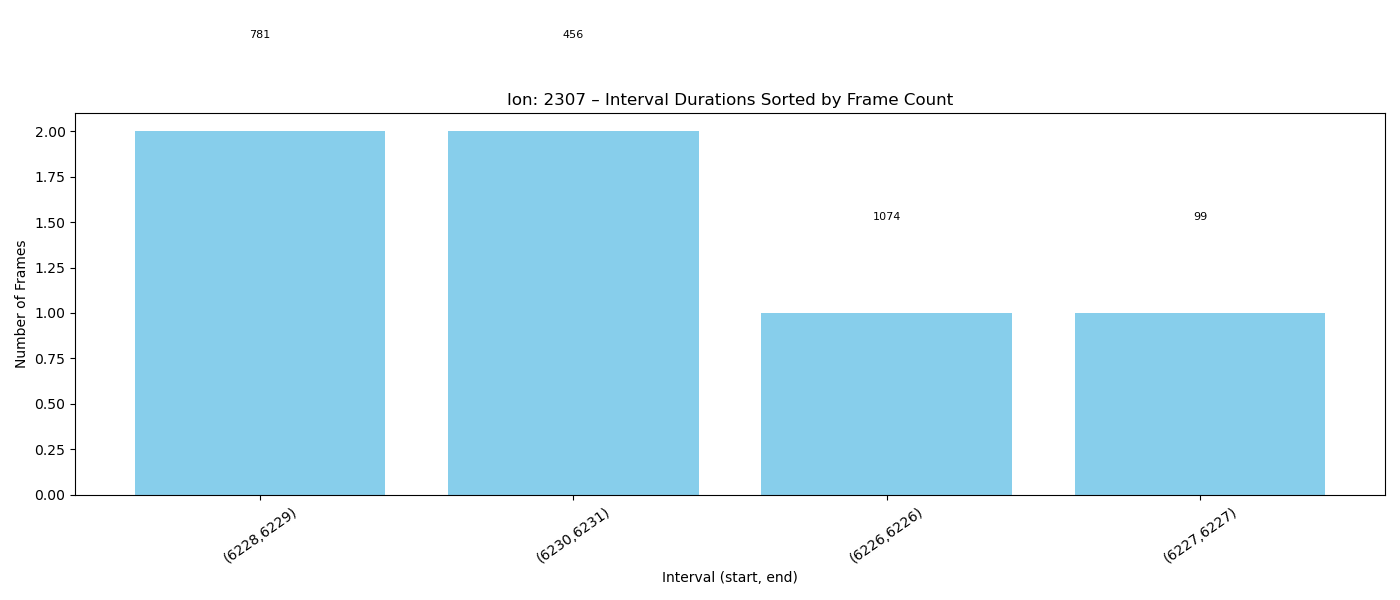 781 456
Ion: 2307 – Interval Durations Sorted by Frame Count
2.00
1.75
1.50
1.25
1.00
0.75
0.50
0.25
0.00
Number of Frames
1074 99
(6228,6229) (6230,6231) (6226,6226) (6227,6227)
Interval (start, end)